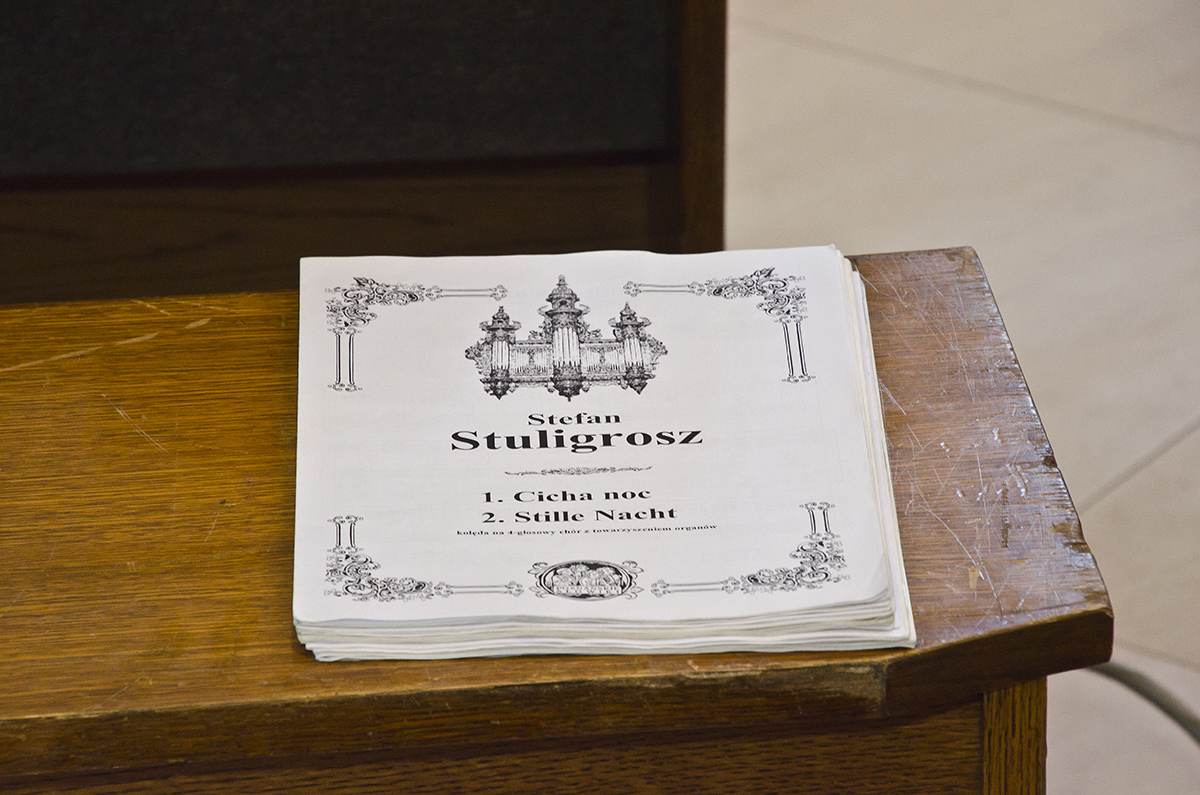 Stefan
Stuligrosz
1. Cicha noc
2. Stille Nacht
kolęda na 4-głosowy chór z towarzyszeniem organów